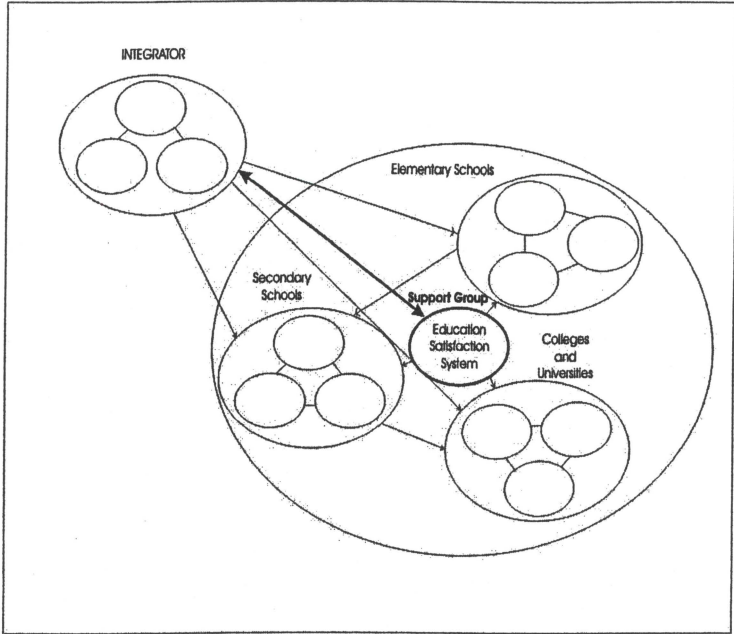 INTEGRATOR
Elementary Schools
Secondary
Schools
Support Group
Education
Satisfaction
System
Colleges
and
Universities